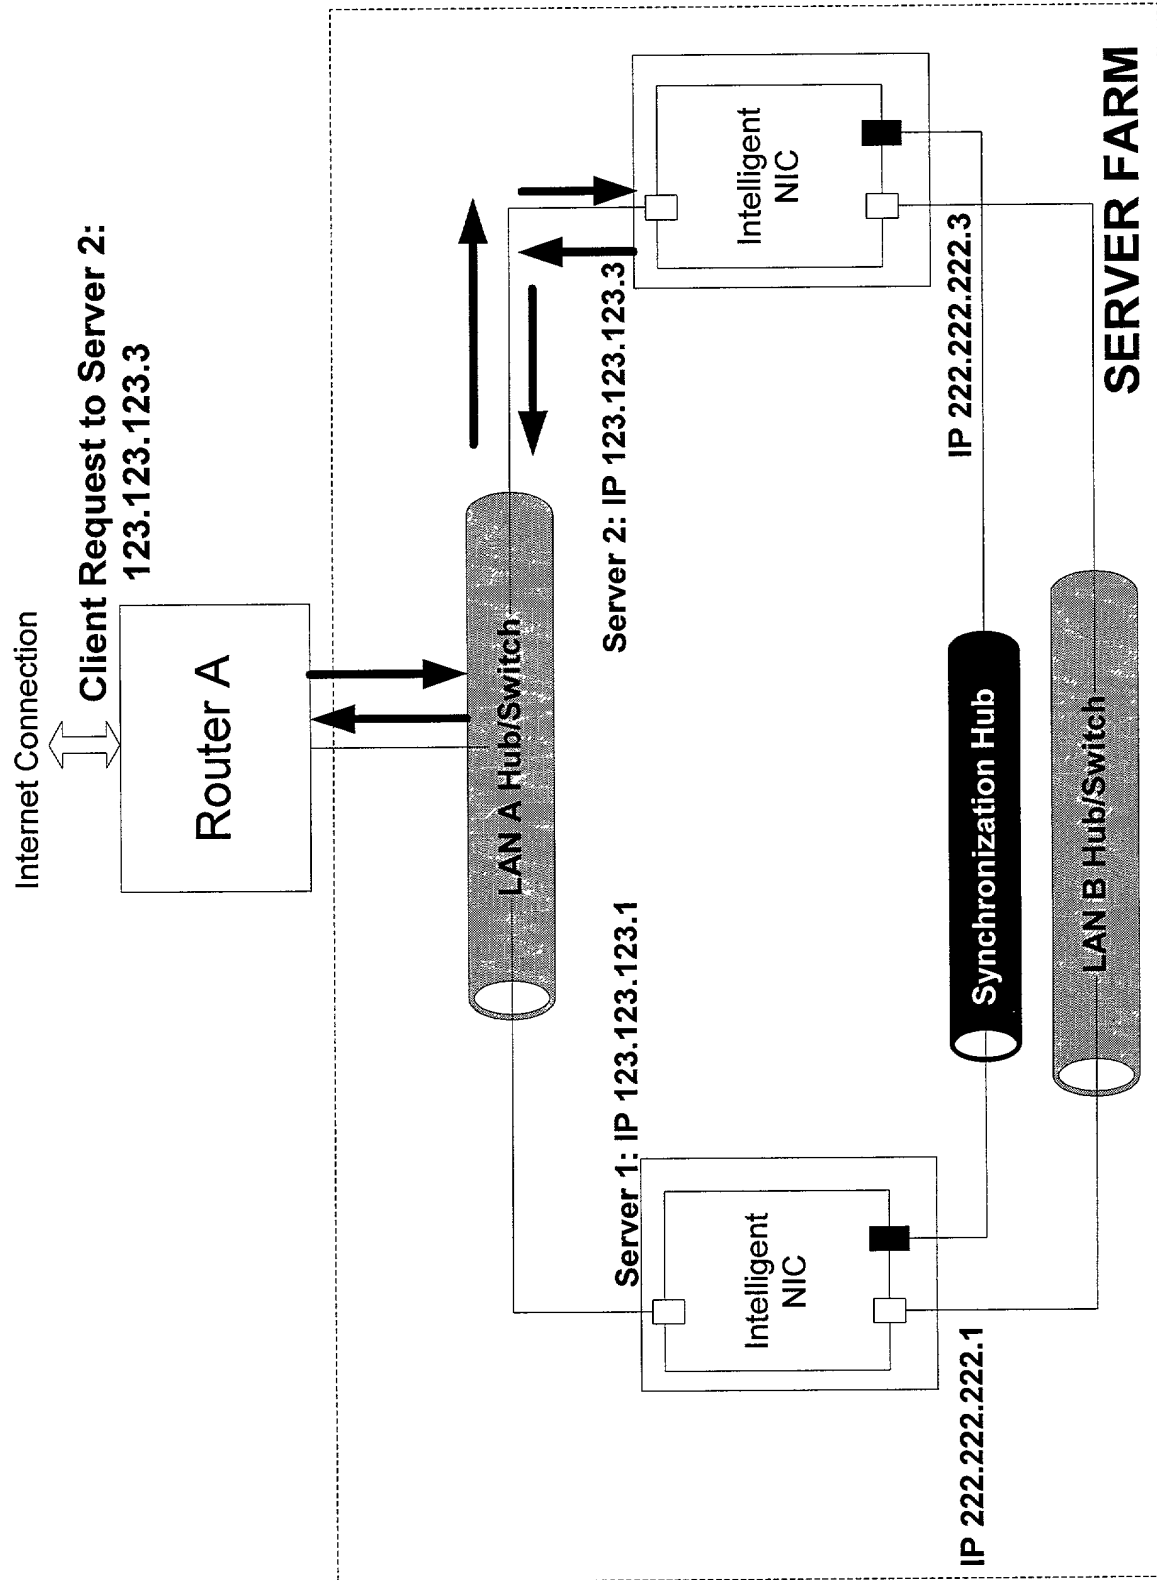 Internet Connection
Client Request to Server 2:
123.123.123.3
Router A
LAN A Hub/Switch
Server 1: IP 123.123.123.1
Server 2: IP 123.123.123.3
Intelligent
NIC
Intelligent
NIC
IP 222.222.222.1
IP 222.222.222.3
Synchronization Hub
LAN B Hub/Switch
SERVER FARM